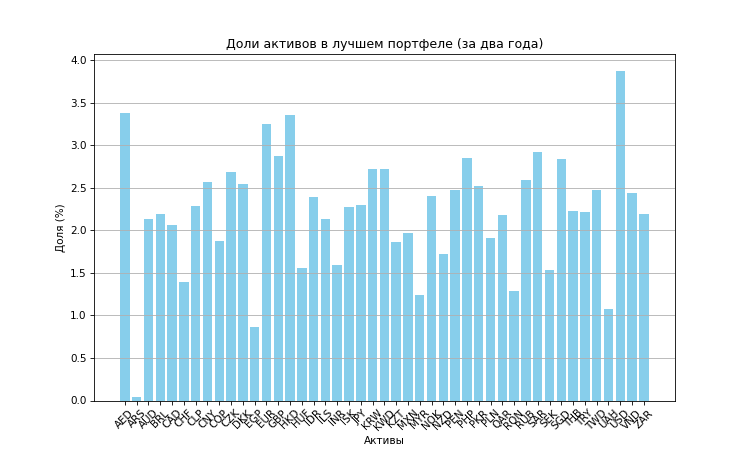 Доли активов в лучшем портфеле (за два года)
4.0
3.5
3.0
2.5
2.0
1.5
1.0
0.5
0.0
Доля (%)
AED
ARS
AUD
BRL
CAD
CHF
CLP
CNY
COP
CZK
DKK
EGP
EUR
GBP
HKD
HUF
IDR
ILS
INR
ISK
JPY
KRW
KWD
KZT
MXN
MYR
NOK
NZD
PEN
PHP
PKR
PLN
QAR
RON
RUB
SAR
SEK
SGD
THB
TRY
TWD
UAH
USD
VND
ZAR
Активы